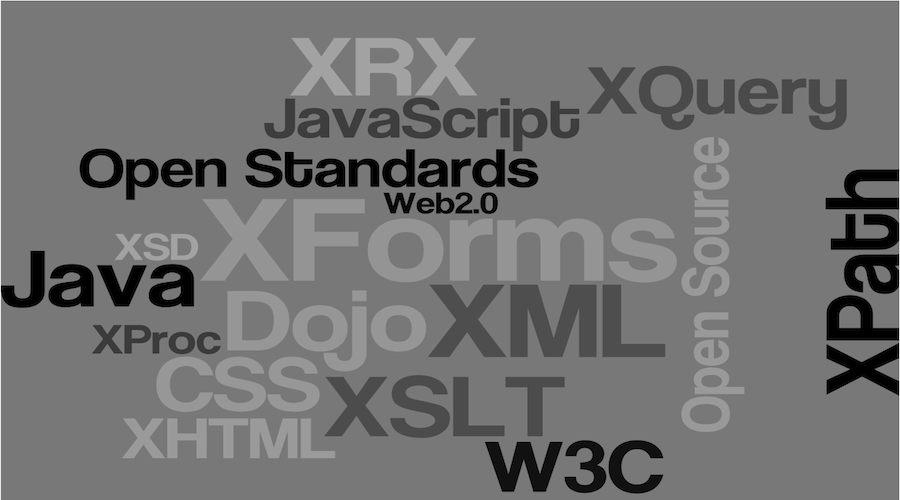 XRX
XQuery
JavaScript
Open Standards
Web2.0
XForms
XSD
Java
Open Source
XPath
Dojo
XML
XProc
CSS
XSLT
XHTML
W3C